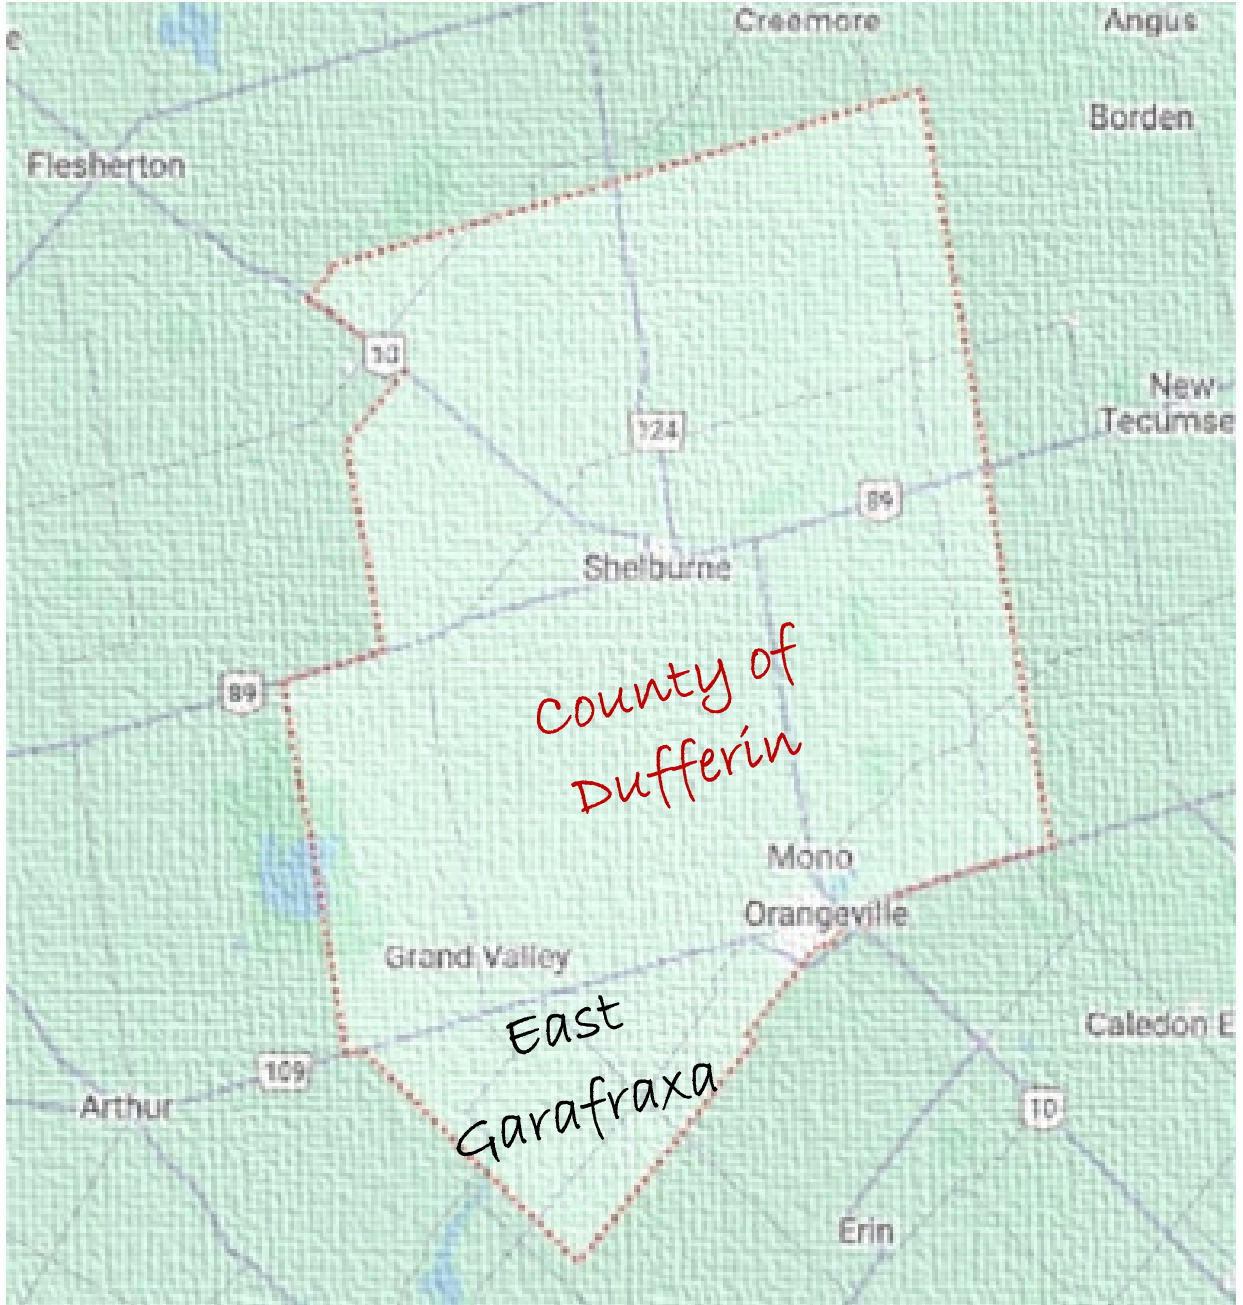 e
Creemore
Angus
Borden
Flesherton
10
New
Tecumse
124
89
Shelburne
County of
Dufferin
89
Mono
Orangeville
Grand Valley
East
Garafraxa
Caledon E
109
Arthur
10
Erin